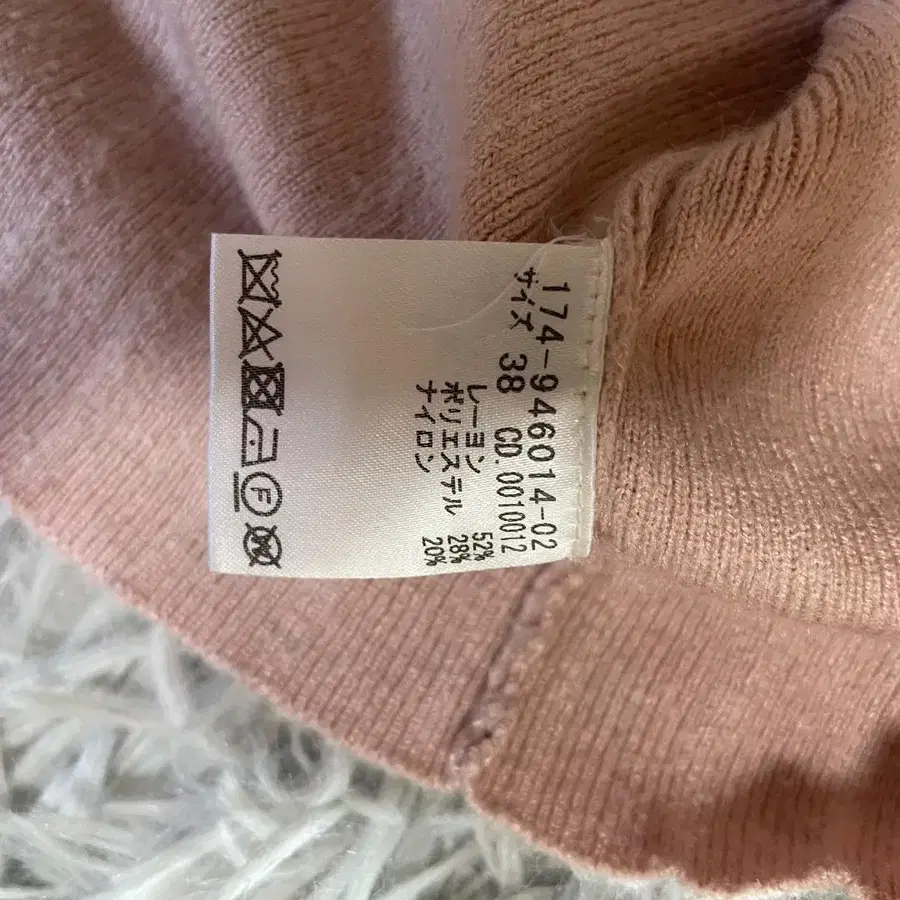 174-946014-02
サイズ 38 CD.0010012
レーヨン 52%
ポリエステル 28%
ナイロン 20%
F
W